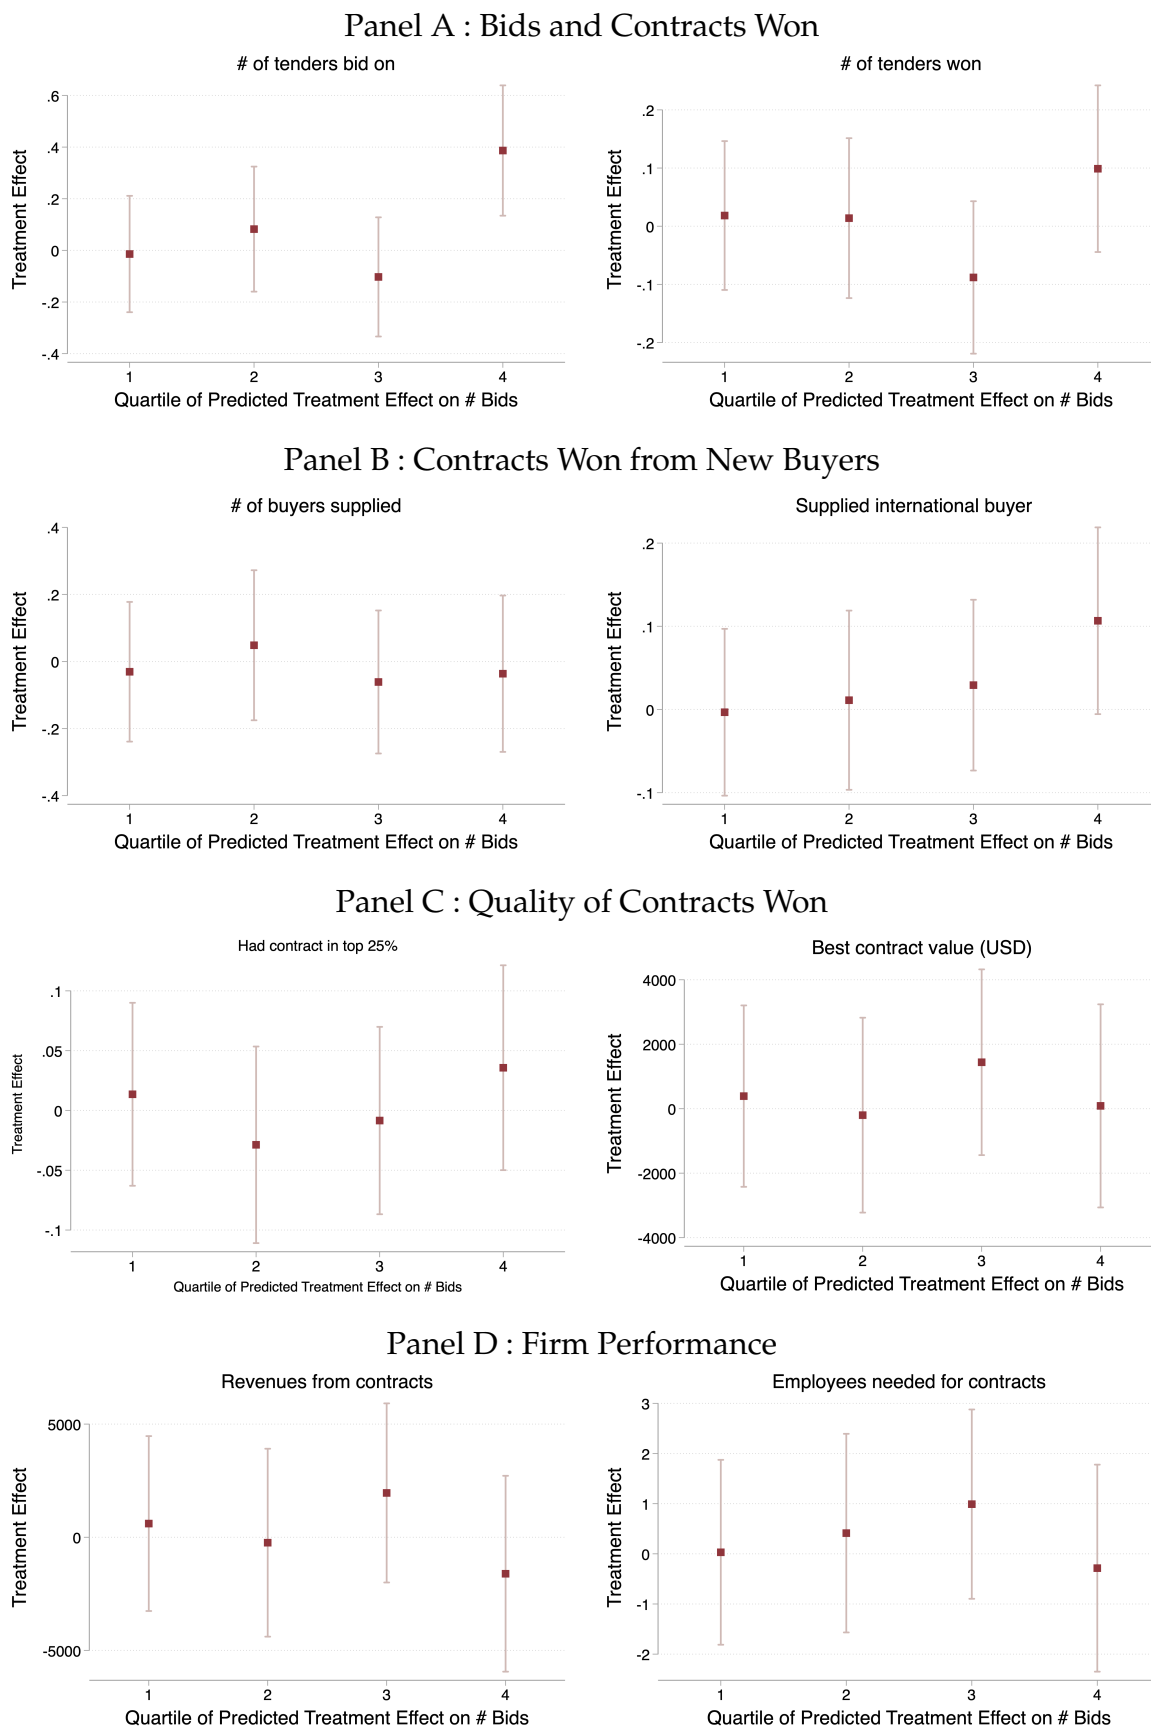 Panel A : Bids and Contracts Won
# of tenders bid on
Treatment Effect
.6
.4
.2
0
-.2
-.4
1 2 3 4
Quartile of Predicted Treatment Effect on # Bids
# of tenders won
Treatment Effect
.2
.1
0
-.1
-.2
1 2 3 4
Quartile of Predicted Treatment Effect on # Bids
Panel B : Contracts Won from New Buyers
# of buyers supplied
Treatment Effect
.4
.2
0
-.2
-.4
1 2 3 4
Quartile of Predicted Treatment Effect on # Bids
Supplied international buyer
Treatment Effect
.2
.1
0
-.1
1 2 3 4
Quartile of Predicted Treatment Effect on # Bids
Panel C : Quality of Contracts Won
Had contract in top 25%
Treatment Effect
.1
.05
0
-.05
-.1
1 2 3 4
Quartile of Predicted Treatment Effect on # Bids
Best contract value (USD)
Treatment Effect
4000
2000
0
-2000
-4000
1 2 3 4
Quartile of Predicted Treatment Effect on # Bids
Panel D : Firm Performance
Revenues from contracts
Treatment Effect
5000
0
-5000
1 2 3 4
Quartile of Predicted Treatment Effect on # Bids
Employees needed for contracts
Treatment Effect
3
2
1
0
-1
-2
1 2 3 4
Quartile of Predicted Treatment Effect on # Bids